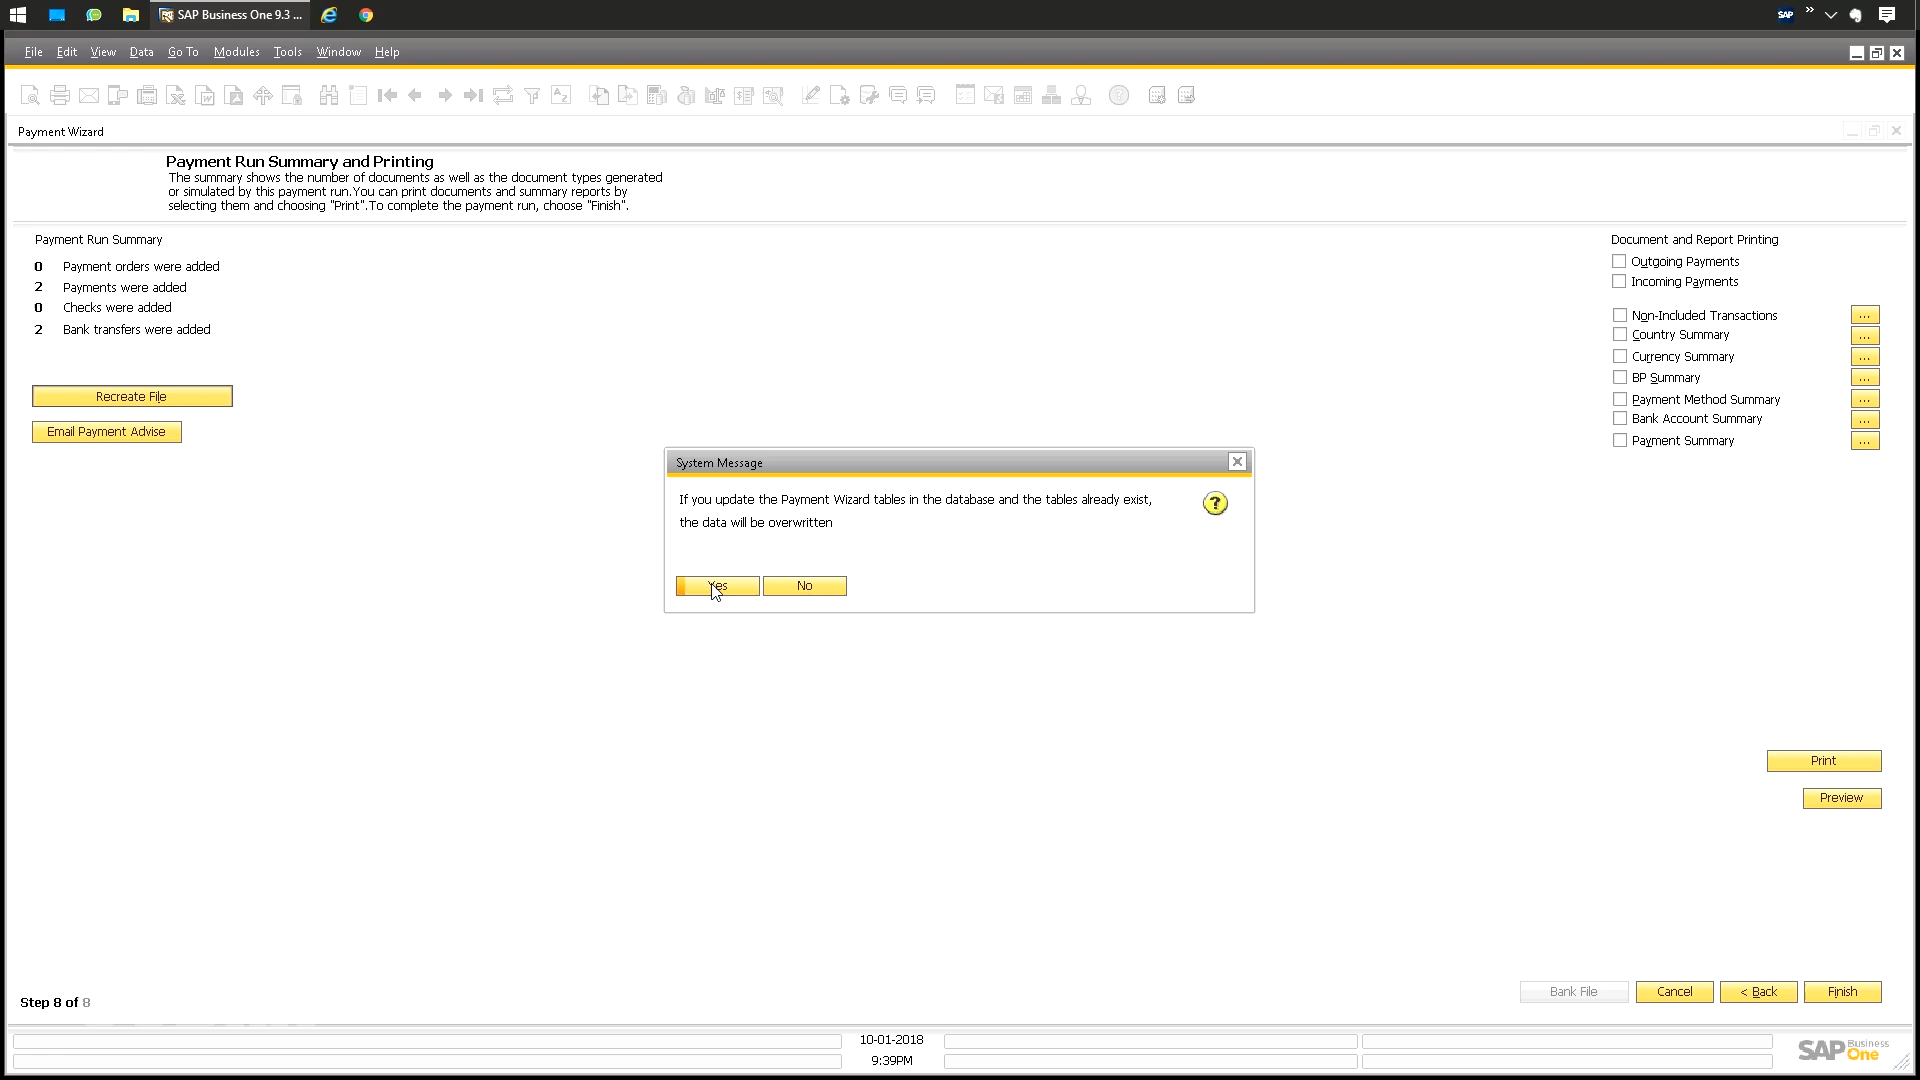 SAP Business One 9.3 ...
SAP
File Edit View Data Go To Modules Tools Window Help
Payment Wizard
Payment Run Summary and Printing
The summary shows the number of documents as well as the document types generated
or simulated by this payment run.You can print documents and summary reports by
selecting them and choosing "Print".To complete the payment run, choose "Finish".
Payment Run Summary
0 Payment orders were added
2 Payments were added
0 Checks were added
2 Bank transfers were added
Recreate File
Email Payment Advise
Document and Report Printing
Outgoing Payments
Incoming Payments
Non-Included Transactions ...
Country Summary ...
Currency Summary ...
BP Summary ...
Payment Method Summary ...
Bank Account Summary ...
Payment Summary ...
System Message
If you update the Payment Wizard tables in the database and the tables already exist,
the data will be overwritten
?
Yes No
Print
Preview
Step 8 of 8
Bank File Cancel < Back Finish
10-01-2018
9:39PM
SAP Business One